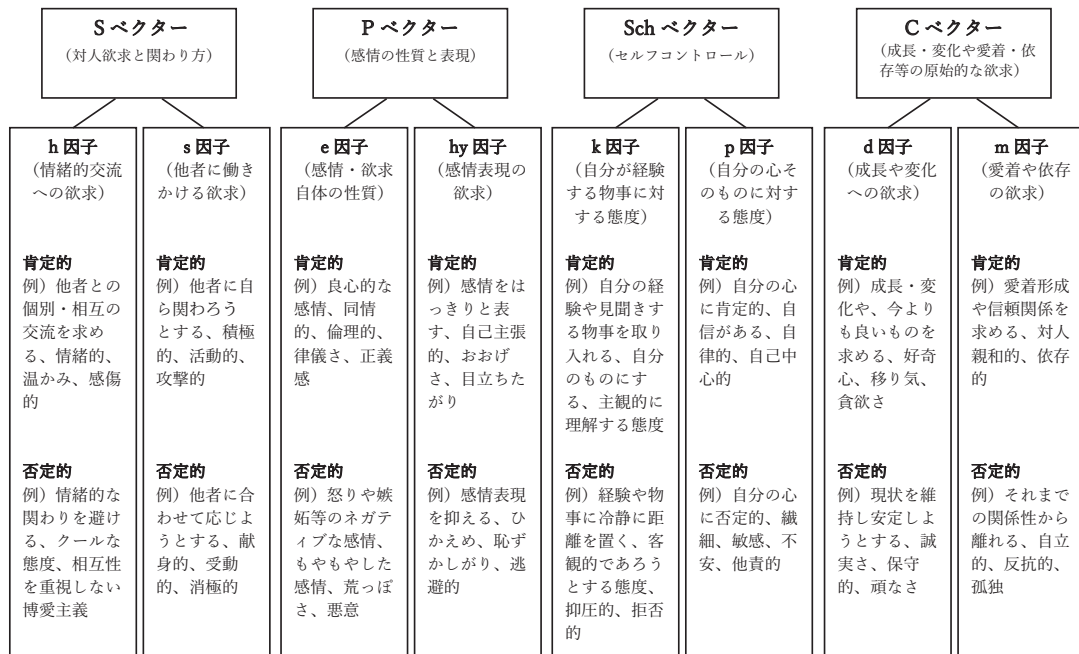 S ベクター
（対人欲求と関わり方）
h 因子
（情緒的交流
への欲求）
肯定的
例）他者との
個別・相互の
交流を求め
る、情緒的、
温かみ、感傷
的
否定的
例）情緒的な
関わりを避け
る、クールな
態度、相互性
を重視しない
博愛主義
s 因子
（他者に働き
かける欲求）
肯定的
例）他者に自
ら関わろう
とする、積極
的、活動的、
攻撃的
否定的
例）他者に合
わせて応じよ
うとする、献
身的、受動
的、消極的
P ベクター
（感情の性質と表現）
e 因子
（感情・欲求
自体の性質）
肯定的
例）良心的な
感情、同情
的、倫理的、
律儀さ、正義
感
否定的
例）怒りや嫉
妬等のネガテ
ィブな感情、
もやもやした
感情、荒っぽ
さ、悪意
hy 因子
（感情表現の
欲求）
肯定的
例）感情をは
っきりと表
す、自己主張
的、おおげ
さ、目立ちた
がり
否定的
例）感情表現
を抑える、ひ
かえめ、恥ず
かしがり、逃
避的
Sch ベクター
（セルフコントロール）
k 因子
（自分が経験
する物事に対
する態度）
肯定的
例）自分の経
験や見聞きす
る物事を取り
入れる、自分
のものにす
る、主観的に
理解する態度
否定的
例）経験や物
事に冷静に距
離を置く、客
観的であろう
とする態度、
抑圧的、拒否
的
p 因子
（自分の心そ
のものに対す
る態度）
肯定的
例）自分の心
に肯定的、自
信がある、自
律的、自己中
心的
否定的
例）自分の心
に否定的、繊
細、敏感、不
安、他責的
C ベクター
（成長・変化や愛着・依
存等の原始的な欲求）
d 因子
（成長や変化
への欲求）
肯定的
例）成長・変
化や、今より
も良いものを
求める、好奇
心、移り気、
貪欲さ
否定的
例）現状を維
持し安定しよ
うとする、誠
実さ、保守
的、頑なさ
m 因子
（愛着や依存
の欲求）
肯定的
例）愛着形成
や信頼関係を
求める、対人
親和的、依存
的
否定的
例）それまで
の関係性から
離れる、自立
的、反抗的、
孤独